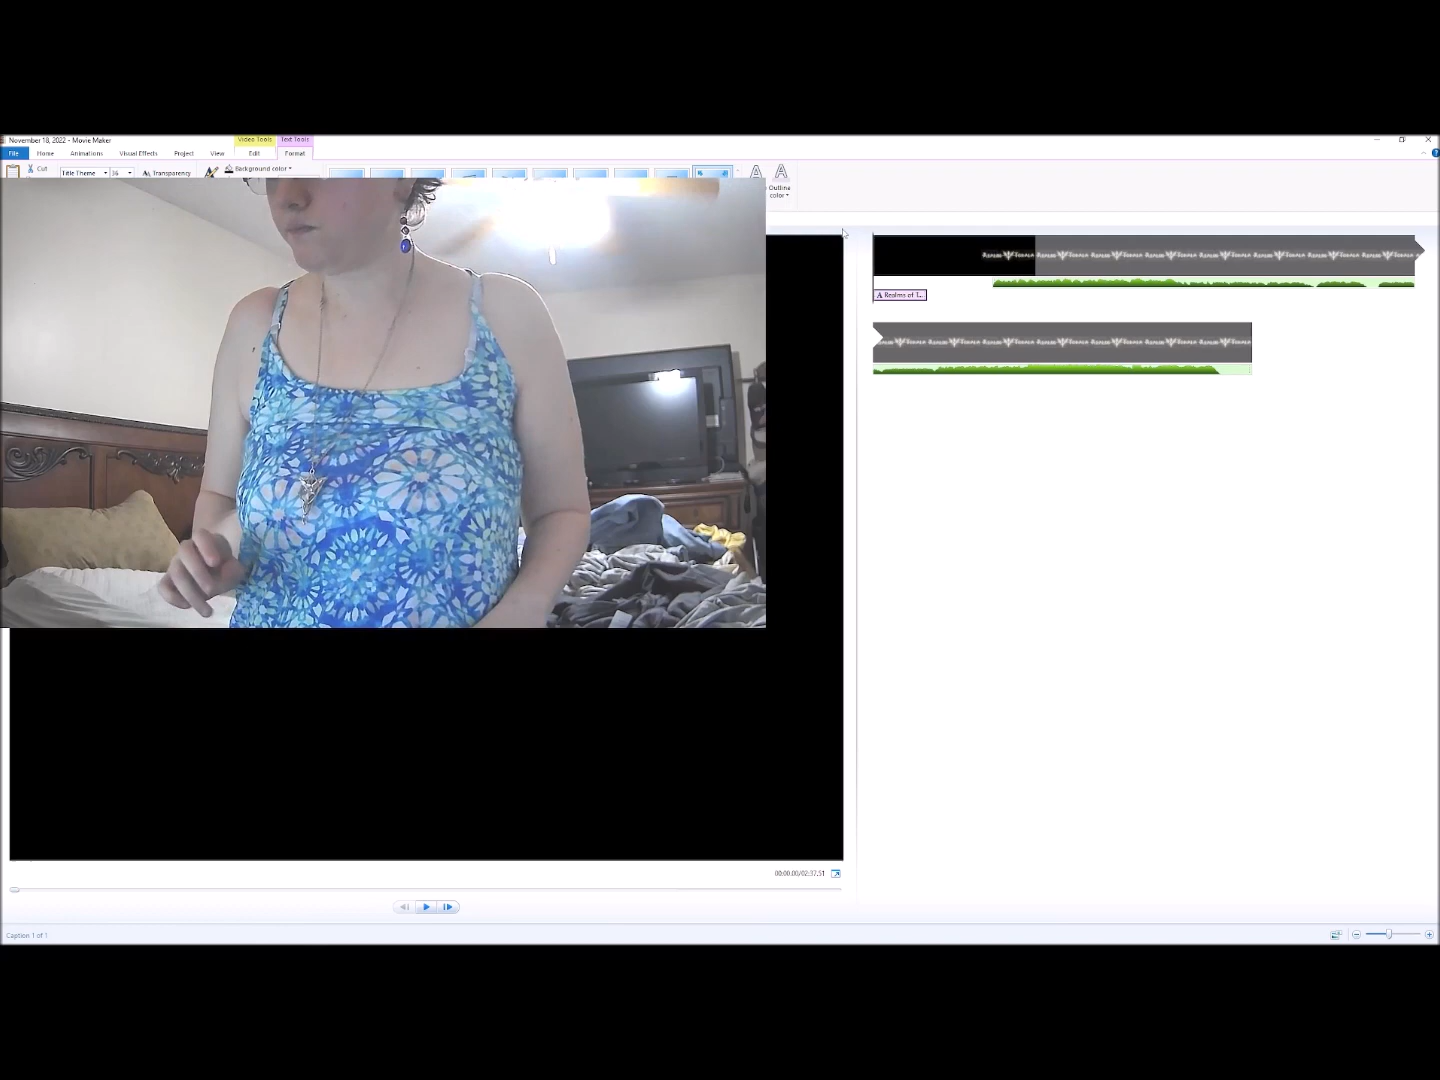 November 18, 2022 - Movie Maker
Video Tools
Text Tools
File
Home
Animations
Visual Effects
Project
View
Edit
Format
Cut
Title Theme
36
Transparency
Background color
Outline
color
A Realms of T...
00:00.00/02:37.51
Caption 1 of 1